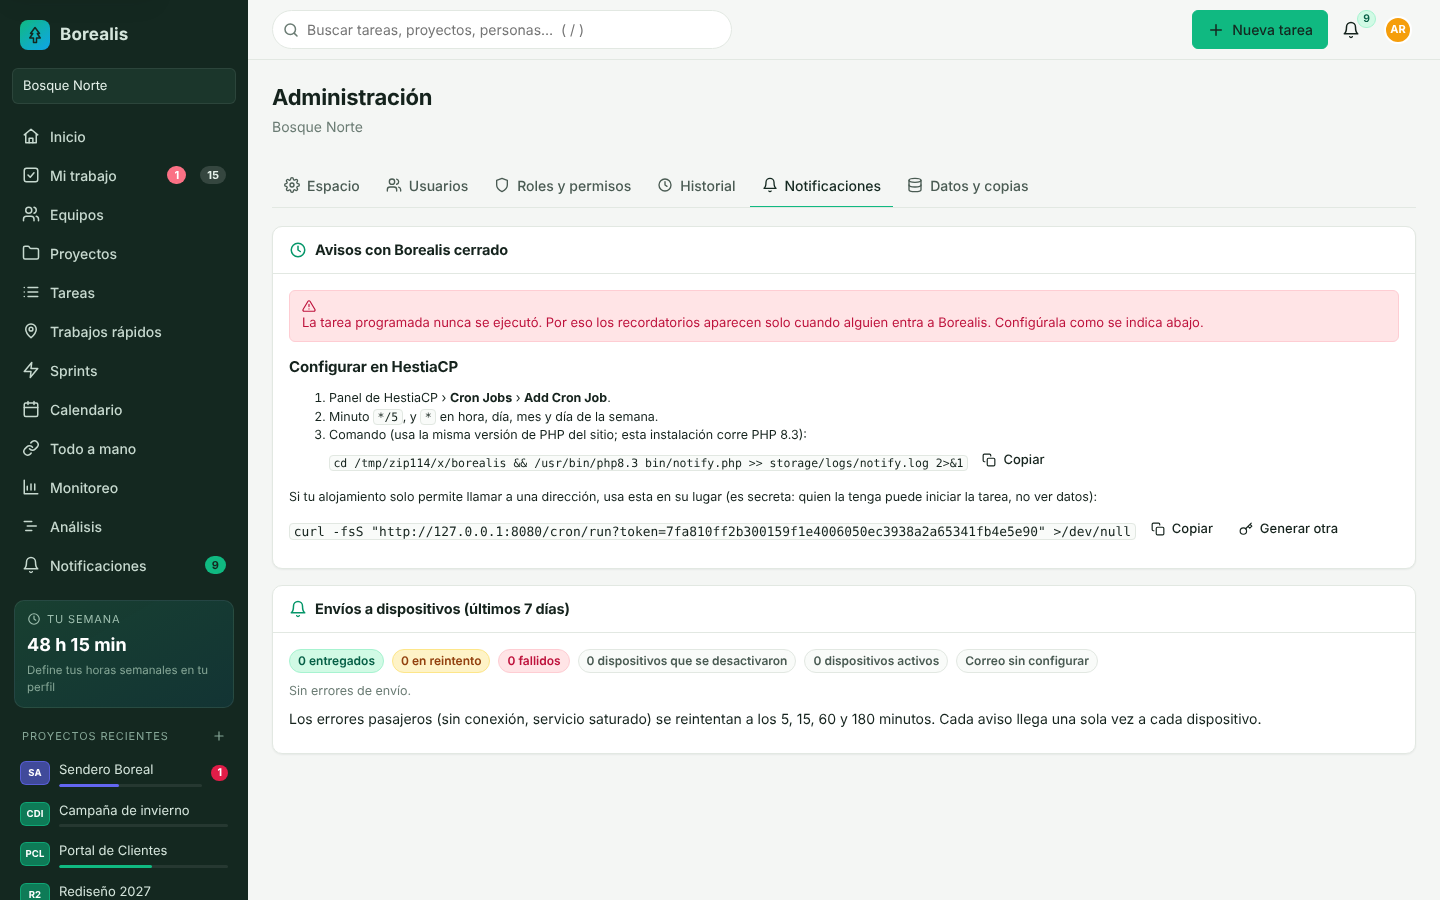 Borealis
Bosque Norte
Inicio
Mi trabajo 1 15
Equipos
Proyectos
Tareas
Trabajos rápidos
Sprints
Calendario
Todo a mano
Monitoreo
Análisis
Notificaciones 9
TU SEMANA
48 h 15 min
Define tus horas semanales en tu
perfil
PROYECTOS RECIENTES
SA Sendero Boreal 1
CDI Campaña de invierno
PCL Portal de Clientes
R2 Rediseño 2027
Buscar tareas, proyectos, personas... ( / )
Nueva tarea
9
AR
Administración
Bosque Norte
Espacio Usuarios Roles y permisos Historial Notificaciones Datos y copias
Avisos con Borealis cerrado
La tarea programada nunca se ejecutó. Por eso los recordatorios aparecen solo cuando alguien entra a Borealis. Configúrala como se indica abajo.
Configurar en HestiaCP
1. Panel de HestiaCP › Cron Jobs › Add Cron Job.
2. Minuto */5, y * en hora, día, mes y día de la semana.
3. Comando (usa la misma versión de PHP del sitio; esta instalación corre PHP 8.3):
cd /tmp/zip114/x/borealis && /usr/bin/php8.3 bin/notify.php >> storage/logs/notify.log 2>&1 Copiar
Si tu alojamiento solo permite llamar a una dirección, usa esta en su lugar (es secreta: quien la tenga puede iniciar la tarea, no ver datos):
curl -fsS "http://127.0.0.1:8080/cron/run?token=7fa810ff2b300159f1e4006050ec3938a2a65341fb4e5e90" >/dev/null Copiar Generar otra
Envíos a dispositivos (últimos 7 días)
0 entregados 0 en reintento 0 fallidos 0 dispositivos que se desactivaron 0 dispositivos activos Correo sin configurar
Sin errores de envío.
Los errores pasajeros (sin conexión, servicio saturado) se reintentan a los 5, 15, 60 y 180 minutos. Cada aviso llega una sola vez a cada dispositivo.